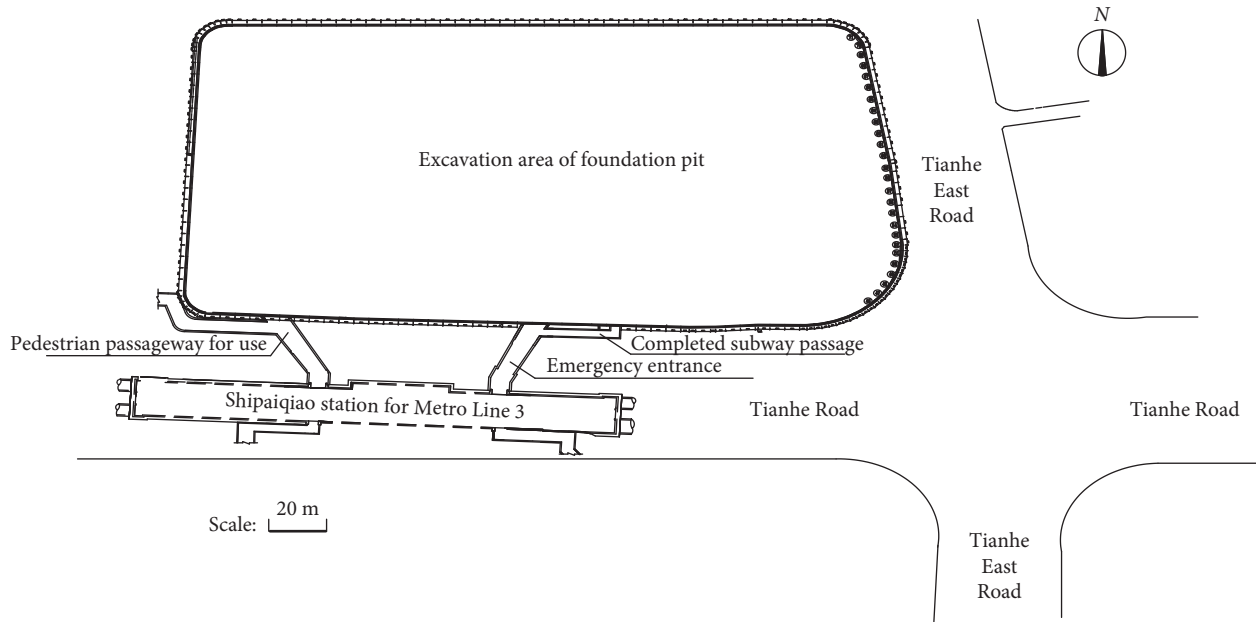 N
Excavation area of foundation pit
Tianhe
East
Road
Pedestrian passageway for use
Completed subway passage
Emergency entrance
Shipaiqiao station for Metro Line 3
Tianhe Road
Tianhe Road
Scale:
20 m
Tianhe
East
Road